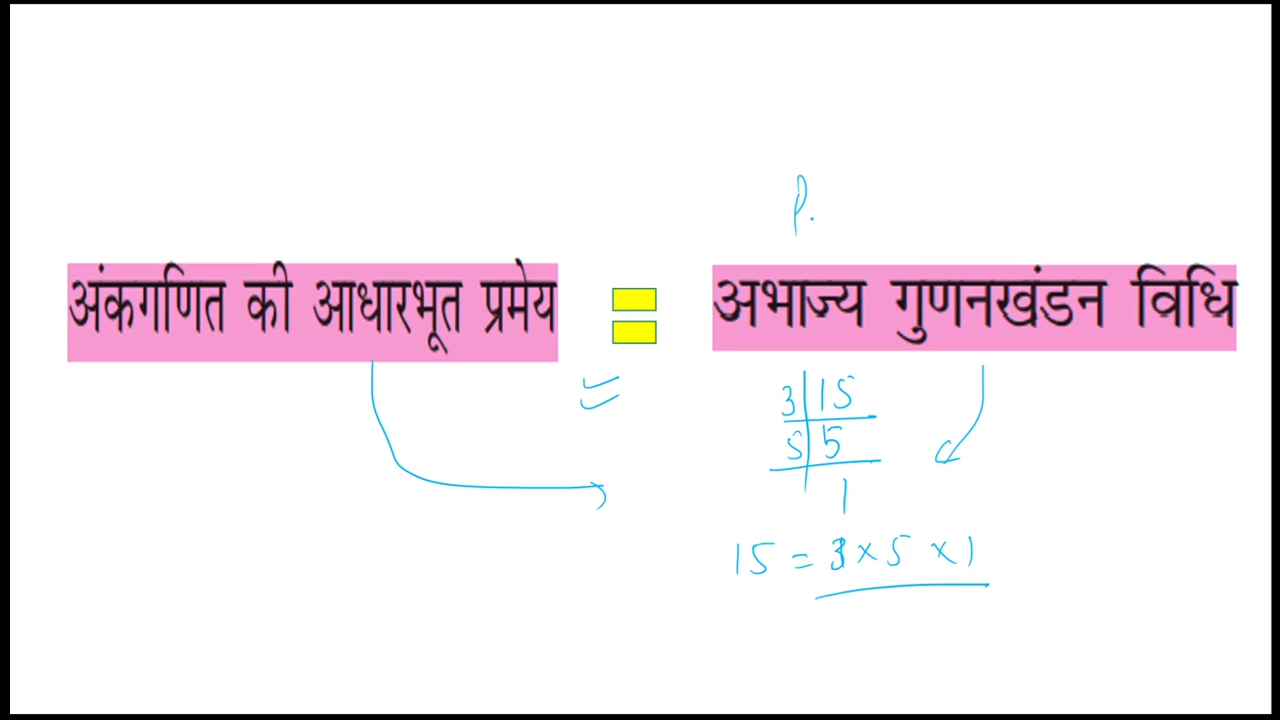 P.
अंकगणित की आधारभूत प्रमेय = अभाज्य गुणनखंडन विधि
3 | 15
5 | 5
1
15 = 3 × 5 × 1